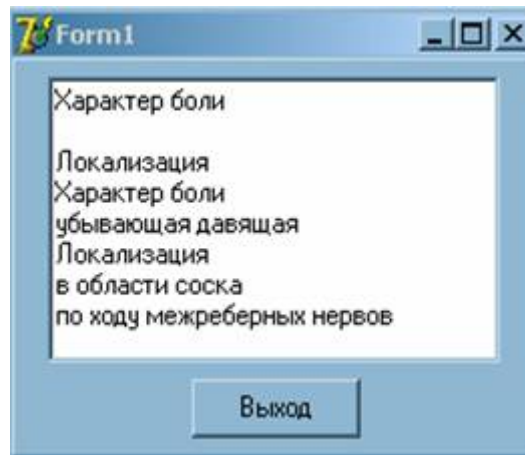 Form1
Характер боли
Локализация
Характер боли
убывающая давящая
Локализация
в области соска
по ходу межреберных нервов
Выход